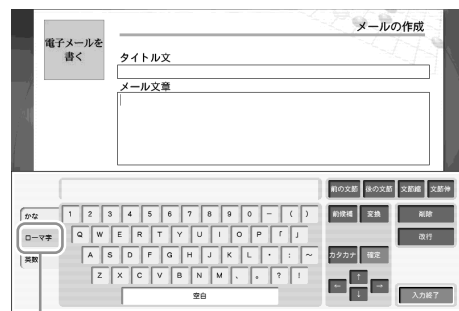 メールの作成
電子メールを
書く
タイトル文
メール文章
前の文節 後の文節 文節縮 文節伸
かな 1 2 3 4 5 6 7 8 9 0 － ( ) 前候補 変換 削除
ローマ字 Q W E R T Y U I O P 「 」 改行
英数 A S D F G H J K L ・ : ～ カタカナ 確定
Z X C V B N M 、 。 ? ! ↑
← ↓ →
空白 入力終了